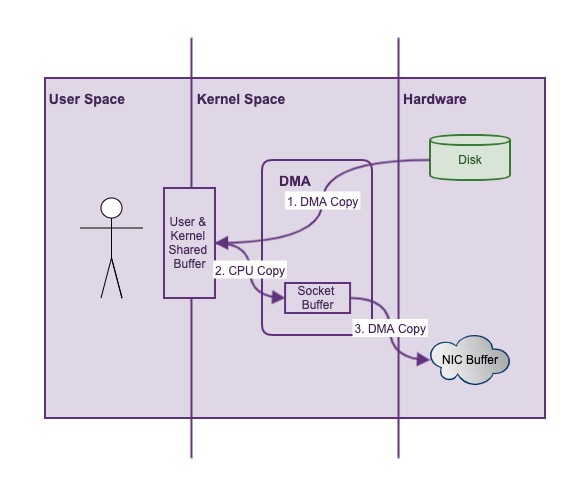 User Space
Kernel Space
Hardware
Disk
DMA
1. DMA Copy
User &
Kernel
Shared
Buffer
2. CPU Copy
Socket
Buffer
3. DMA Copy
NIC Buffer